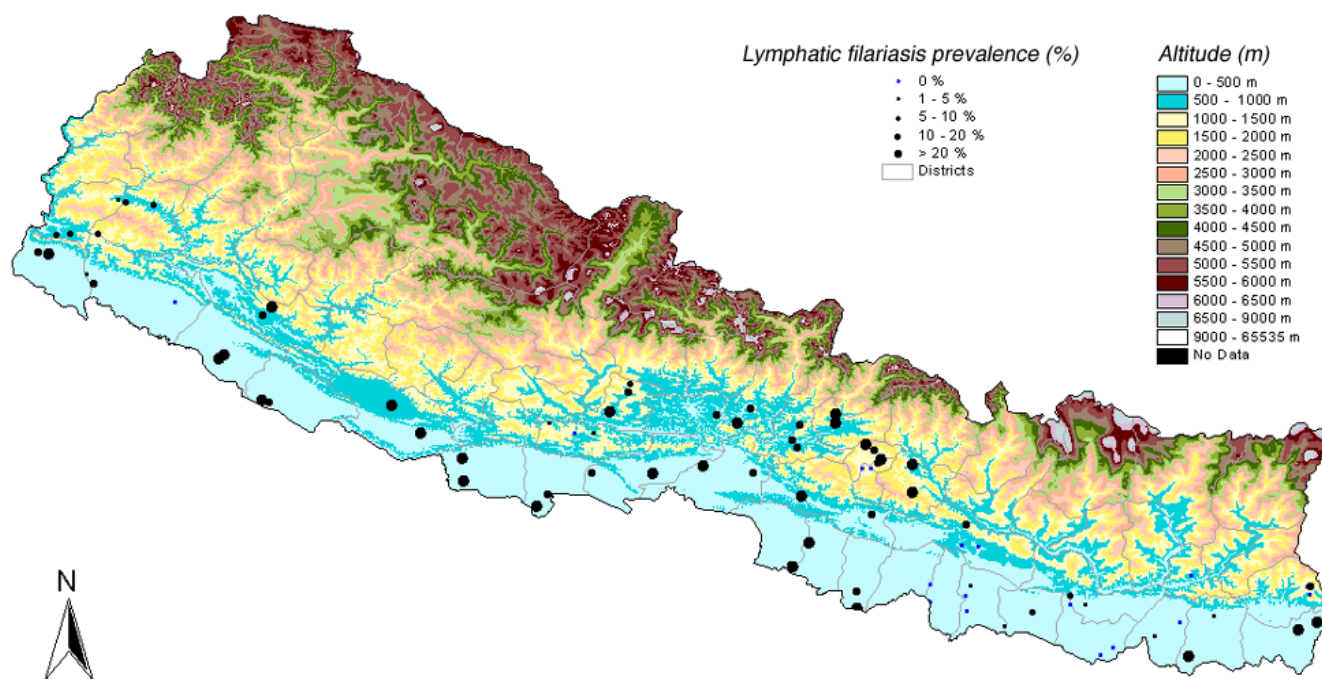 Lymphatic filariasis prevalence (%)
0 %
1 - 5 %
5 - 10 %
10 - 20 %
> 20 %
Districts
Altitude (m)
0 - 500 m
500 - 1000 m
1000 - 1500 m
1500 - 2000 m
2000 - 2500 m
2500 - 3000 m
3000 - 3500 m
3500 - 4000 m
4000 - 4500 m
4500 - 5000 m
5000 - 5500 m
5500 - 6000 m
6000 - 6500 m
6500 - 9000 m
9000 - 65535 m
No Data
N